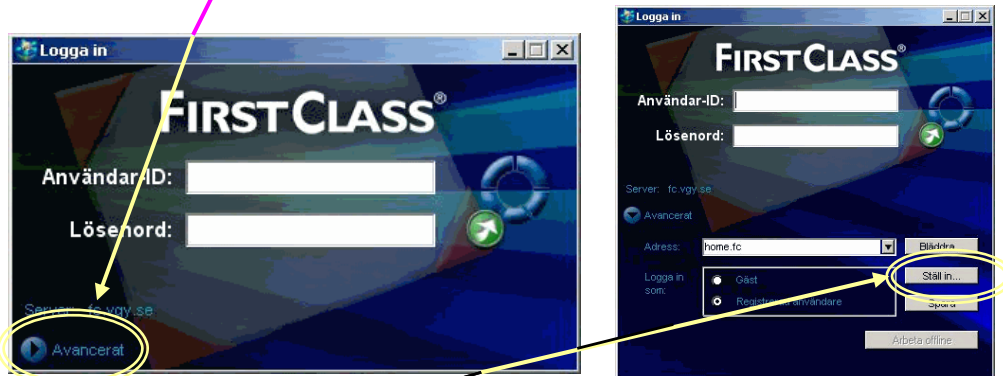 Logga in
FIRSTCLASS®
Användar-ID:
Lösenord:
Server: fc.vgy.se
Avancerat
Logga in
FIRSTCLASS®
Användar-ID:
Lösenord:
Server: fc.vgy.se
Avancerat
Adress: home.fc Bläddra...
Logga in som: Gäst Ställ in...
Registrerad användare Spara
Arbeta offline